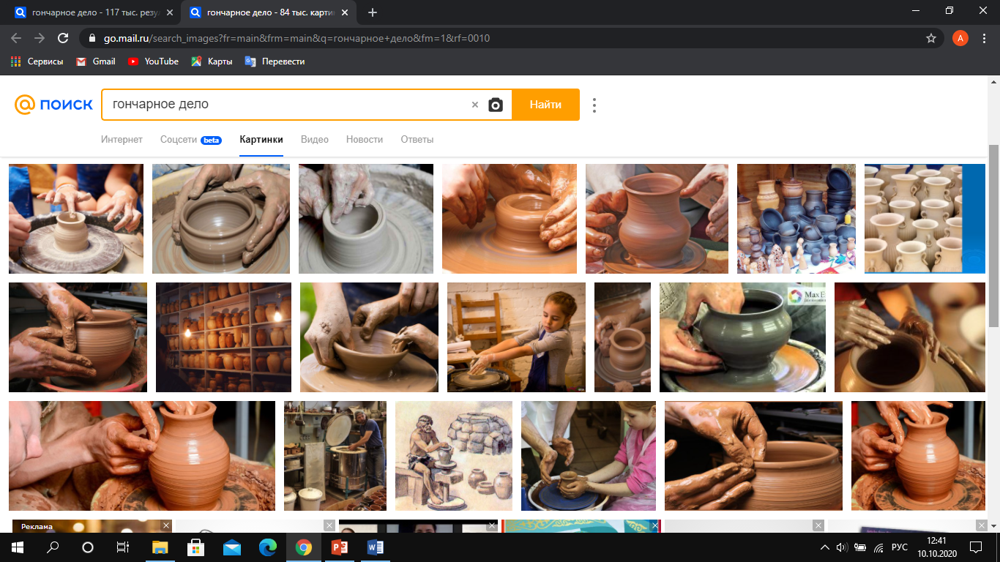 гончарное дело - 117 тыс. резу
гончарное дело - 84 тыс. карти
go.mail.ru/search_images?fr=main&frm=main&q=гончарное+дело&fm=1&rf=0010
А
Сервисы
Gmail
YouTube
Карты
Перевести
ПОИСК
гончарное дело
Найти
Интернет
Соцсети beta
Картинки
Видео
Новости
Ответы
Max E
Реклама
РУС
12:41
10.10.2020